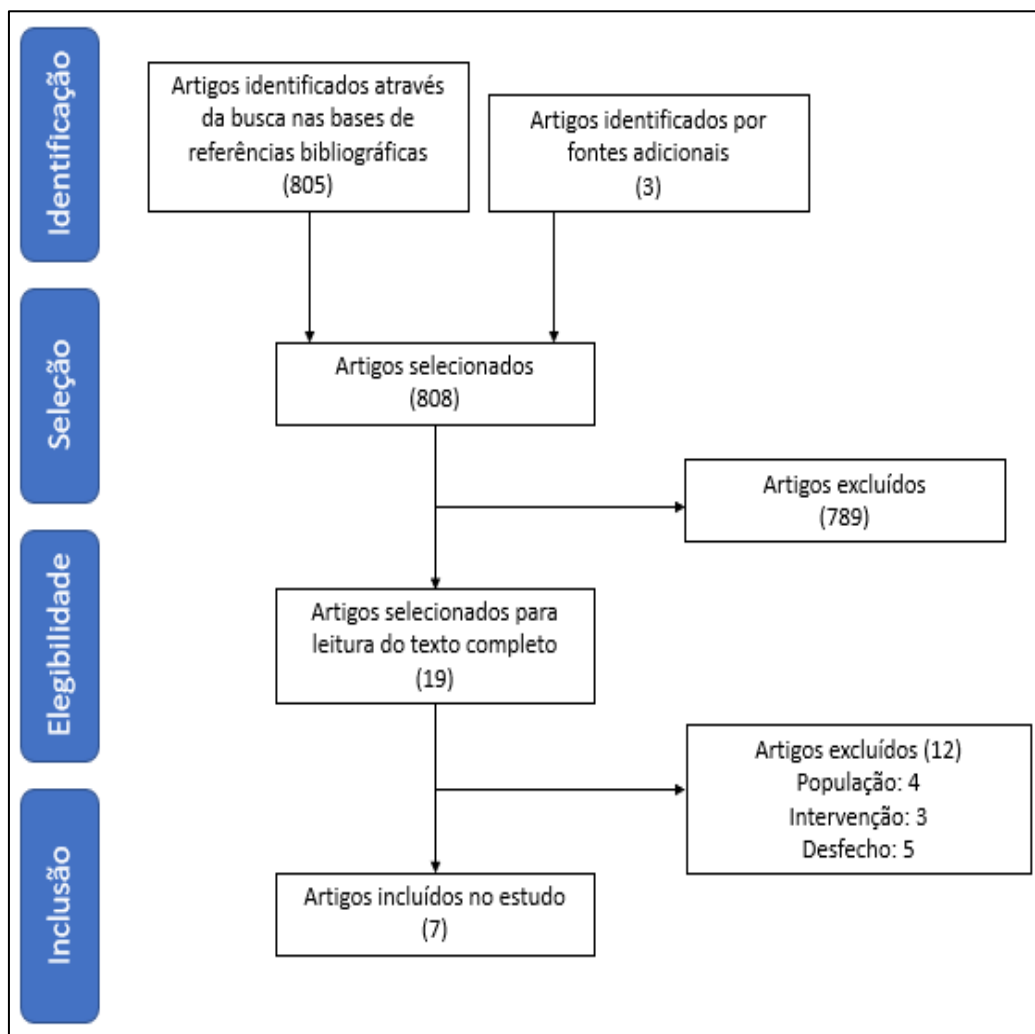 Identificação
Artigos identificados através
da busca nas bases de
referências bibliográficas
(805)
Artigos identificados por
fontes adicionais
(3)
Seleção
Artigos selecionados
(808)
Artigos excluídos
(789)
Elegibilidade
Artigos selecionados para
leitura do texto completo
(19)
Artigos excluídos (12)
População: 4
Intervenção: 3
Desfecho: 5
Inclusão
Artigos incluídos no estudo
(7)